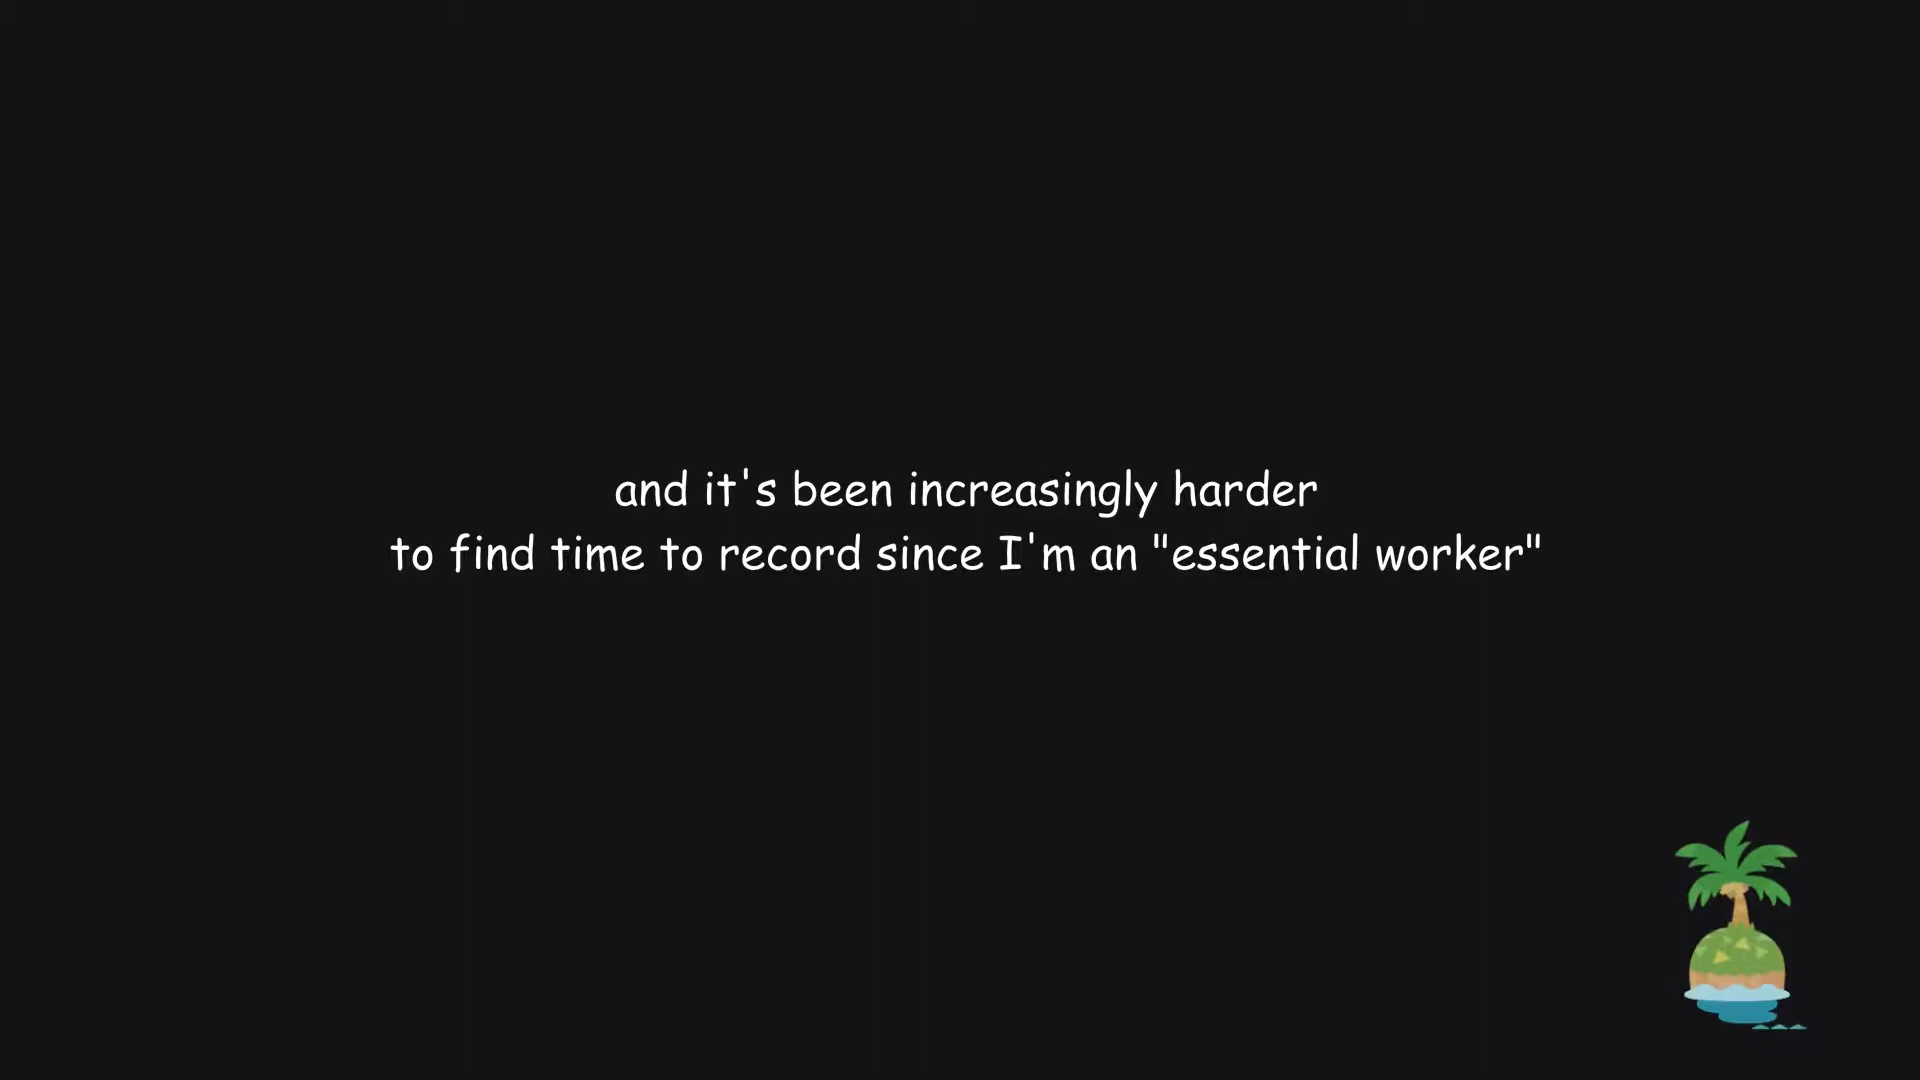 and it's been increasingly harder
to find time to record since I'm an "essential worker"